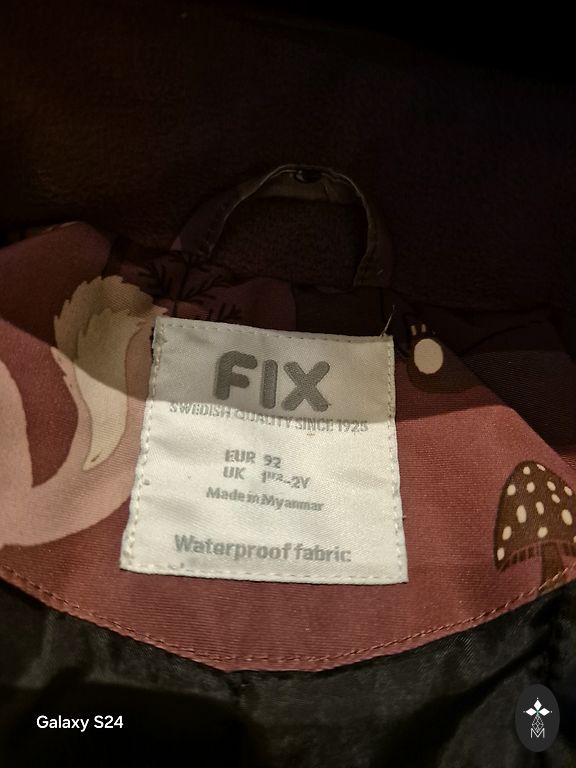 FIX
SWEDISH QUALITY SINCE 1925
EUR 92
UK 1½-2Y
Made in Myanmar
Waterproof fabric
Galaxy S24
M